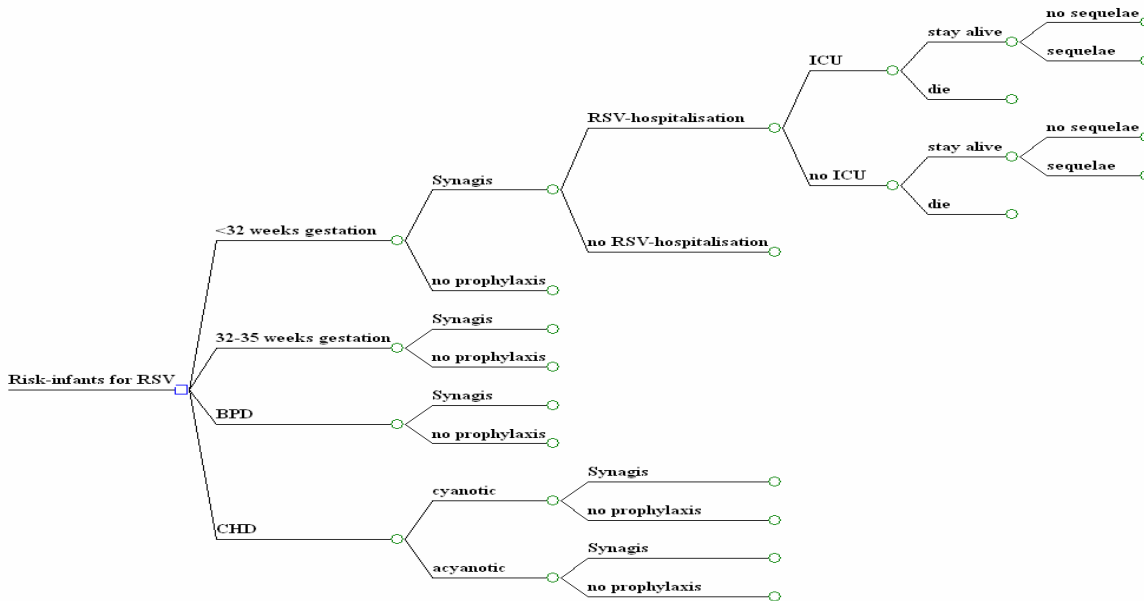 no sequelae
stay alive
sequelae
ICU
die
RSV-hospitalisation
no sequelae
stay alive
sequelae
no ICU
die
Synagis
no RSV-hospitalisation
<32 weeks gestation
no prophylaxis
Synagis
32-35 weeks gestation
no prophylaxis
Risk-infants for RSV
Synagis
BPD
no prophylaxis
Synagis
cyanotic
no prophylaxis
CHD
Synagis
acyanotic
no prophylaxis